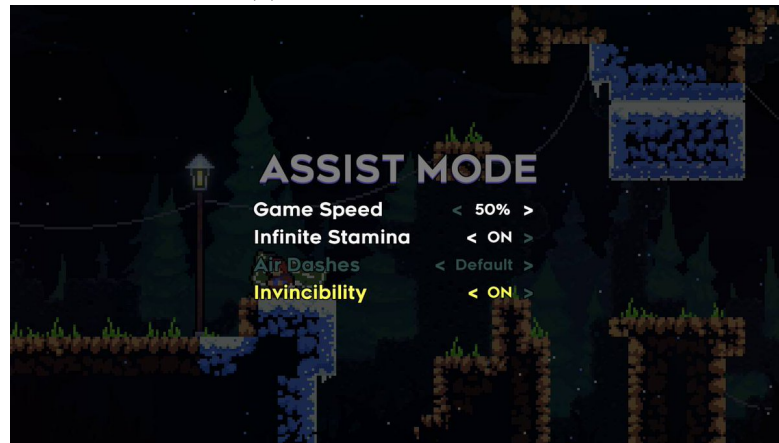 ASSIST MODE
Game Speed < 50% >
Infinite Stamina < ON >
Air Dashes < Default >
Invincibility < ON >